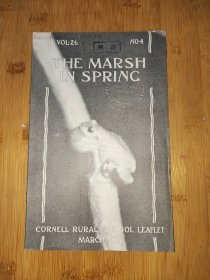 VOL·26 NO·4
THE MARSH
IN SPRING
CORNELL RURAL SCHOOL LEAFLET
MARCH